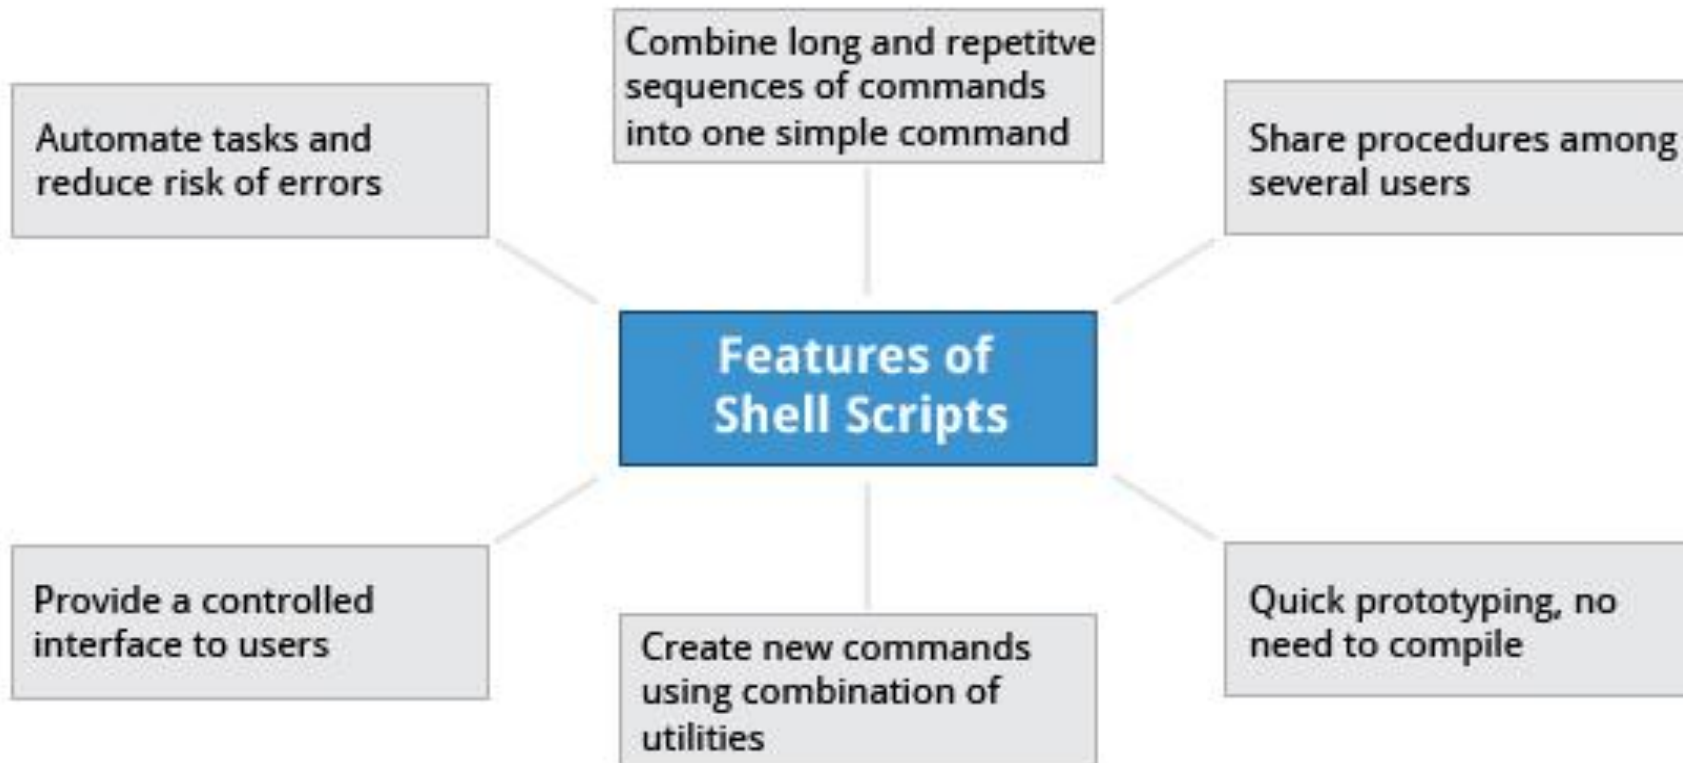 Combine long and repetitve
sequences of commands
into one simple command
Automate tasks and
reduce risk of errors
Share procedures among
several users
Features of
Shell Scripts
Provide a controlled
interface to users
Create new commands
using combination of
utilities
Quick prototyping, no
need to compile